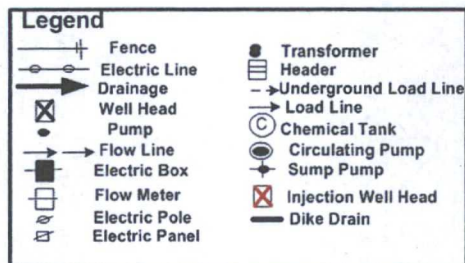 Legend
Fence
Electric Line
Drainage
Well Head
Pump
Flow Line
Electric Box
Flow Meter
Electric Pole
Electric Panel
Transformer
Header
Underground Load Line
Load Line
C Chemical Tank
Circulating Pump
Sump Pump
Injection Well Head
Dike Drain